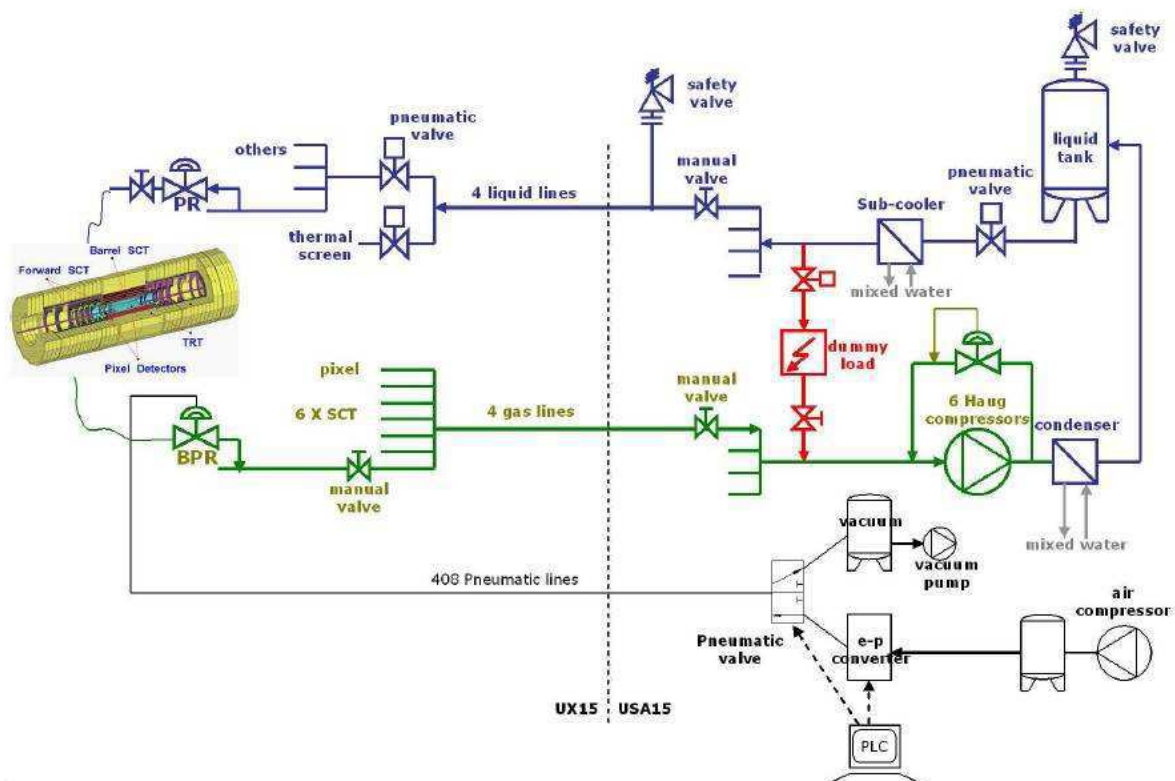 safety
valve
safety
valve
pneumatic
valve
others
liquid
tank
manual
valve
pneumatic
valve
PR
4 liquid lines
Sub-cooler
thermal
screen
Barrel SCT
Forward SCT
mixed water
TRT
Pixel Detectors
dummy
load
pixel
manual
valve
6 X SCT
4 gas lines
6 Haug
compressors
condenser
BPR
manual
valve
vacuum
mixed water
vacuum
pump
408 Pneumatic lines
air
compressor
Pneumatic
valve
e-p
converter
UX15
USA15
PLC